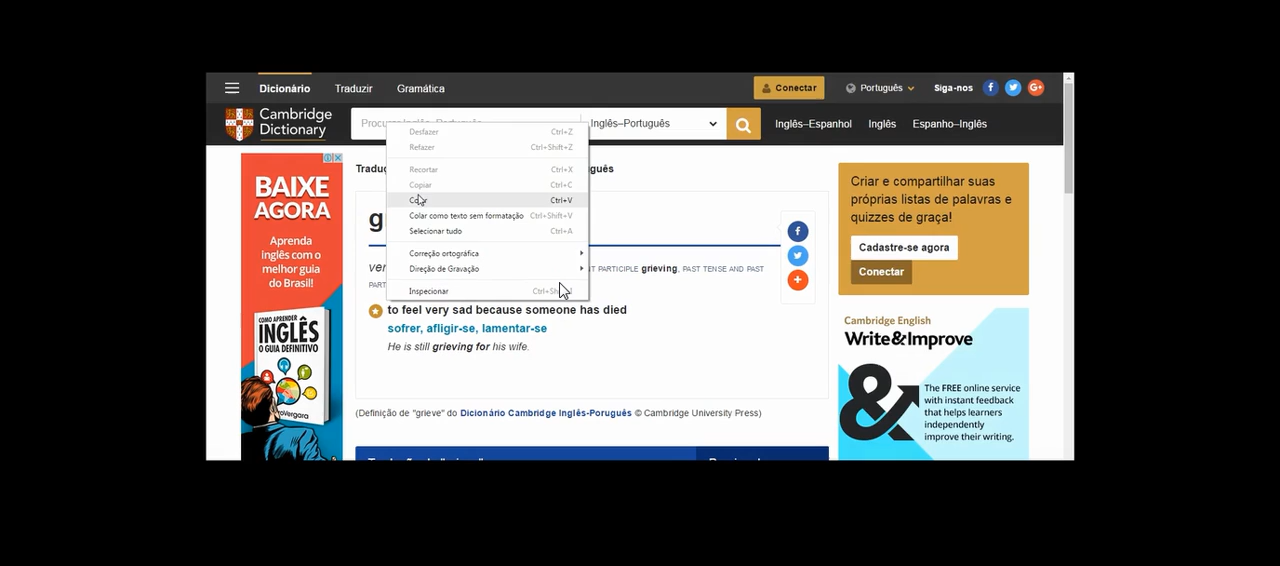 Dicionário Traduzir Gramática Conectar Português Siga-nos
Cambridge
Dictionary
Inglês–Português Inglês–Espanhol Inglês Espanho–Inglês
Desfazer Ctrl+Z
Refazer Ctrl+Shift+Z
Recortar Ctrl+X
Copiar Ctrl+C
Ctrl+V
Colar como texto sem formatação Ctrl+Shift+V
Selecionar tudo Ctrl+A
Correção ortográfica
Direção de Gravação
Inspecionar
BAIXE
AGORA
Aprenda
inglês com o
melhor guia
do Brasil!
COMO APRENDER
INGLÊS
O GUIA DEFINITIVO
PARTICIPLE grieving, PAST TENSE AND PAST
to feel very sad because someone has died
sofrer, afligir-se, lamentar-se
He is still grieving for his wife.
(Definição de "grieve" do Dicionário Cambridge Inglês-Poruguês © Cambridge University Press)
Criar e compartilhar suas
próprias listas de palavras e
quizzes de graça!
Cadastre-se agora
Conectar
Cambridge English
Write&Improve
&
The FREE online service
with instant feedback
that helps learners
independently
improve their writing.